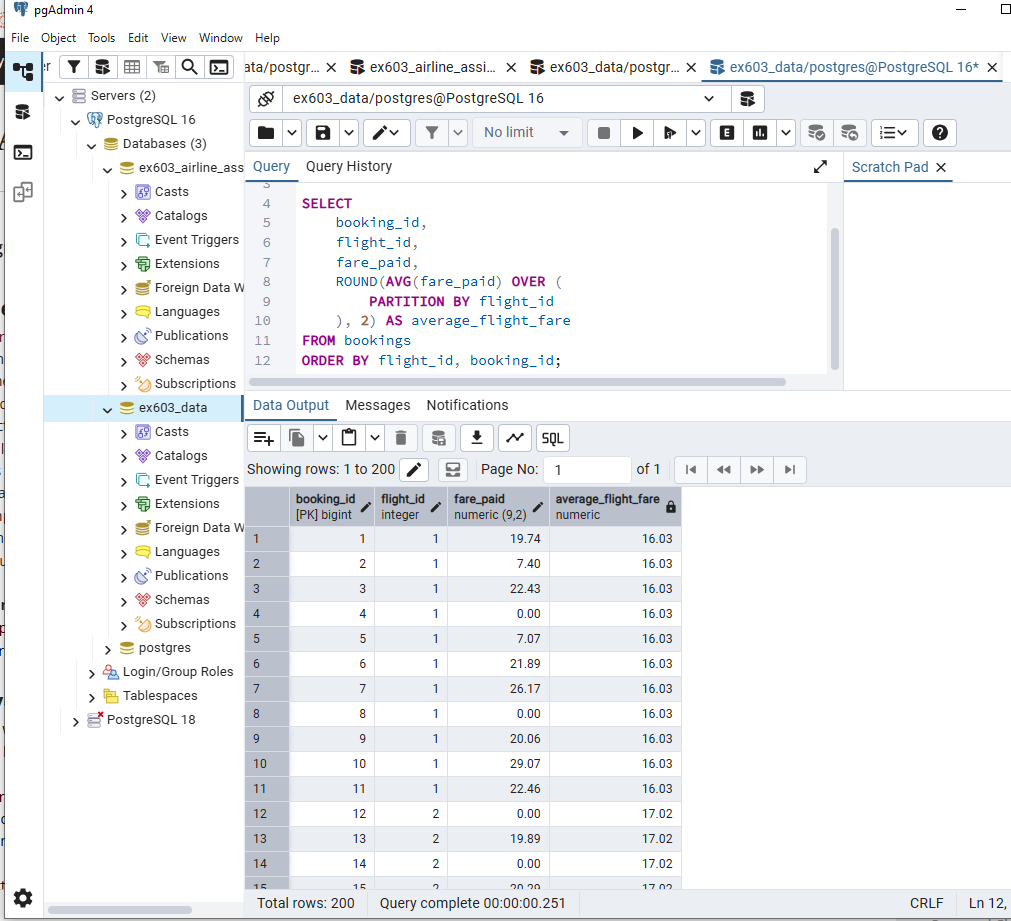 pgAdmin 4
File Object Tools Edit View Window Help
ata/postgr... ex603_airline_assi... ex603_data/postgr... ex603_data/postgres@PostgreSQL 16*
ex603_data/postgres@PostgreSQL 16
No limit
E
SQL
Query Query History
Scratch Pad
3
4 SELECT
5 booking_id,
6 flight_id,
7 fare_paid,
8 ROUND(AVG(fare_paid) OVER (
9 PARTITION BY flight_id
10 ), 2) AS average_flight_fare
11 FROM bookings
12 ORDER BY flight_id, booking_id;
Servers (2)
PostgreSQL 16
Databases (3)
ex603_airline_ass
Casts
Catalogs
Event Triggers
Extensions
Foreign Data W
Languages
Publications
Schemas
Subscriptions
ex603_data
Casts
Catalogs
Event Triggers
Extensions
Foreign Data W
Languages
Publications
Schemas
Subscriptions
postgres
Login/Group Roles
Tablespaces
PostgreSQL 18
Data Output Messages Notifications
Showing rows: 1 to 200 Page No: 1 of 1
booking_id flight_id fare_paid average_flight_fare
[PK] bigint integer numeric (9,2) numeric
1 1 1 19.74 16.03
2 2 1 7.40 16.03
3 3 1 22.43 16.03
4 4 1 0.00 16.03
5 5 1 7.07 16.03
6 6 1 21.89 16.03
7 7 1 26.17 16.03
8 8 1 0.00 16.03
9 9 1 20.06 16.03
10 10 1 29.07 16.03
11 11 1 22.46 16.03
12 12 2 0.00 17.02
13 13 2 19.89 17.02
14 14 2 0.00 17.02
15 15 2 20.29 17.02
Total rows: 200 Query complete 00:00:00.251 CRLF Ln 12,